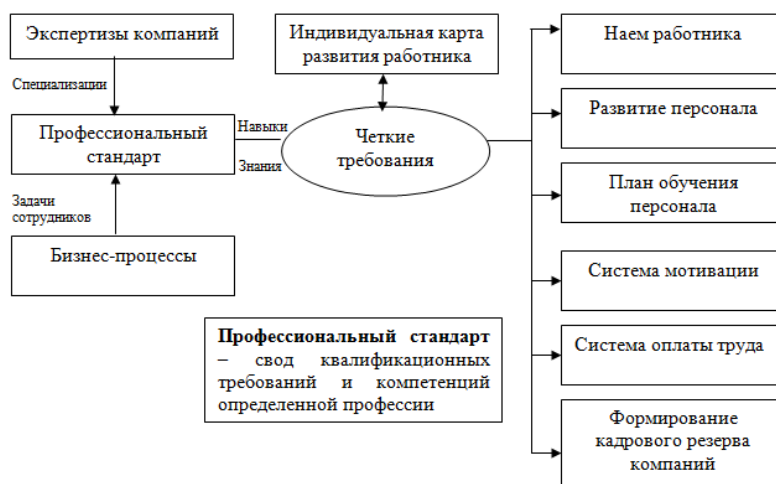 Экспертизы компаний
Специализации
Профессиональный
стандарт
Задачи
сотрудников
Бизнес-процессы
Индивидуальная карта
развития работника
Навыки
Знания
Четкие
требования
Профессиональный стандарт
– свод квалификационных
требований и компетенций
определенной профессии
Наем работника
Развитие персонала
План обучения
персонала
Система мотивации
Система оплаты труда
Формирование
кадрового резерва
компаний